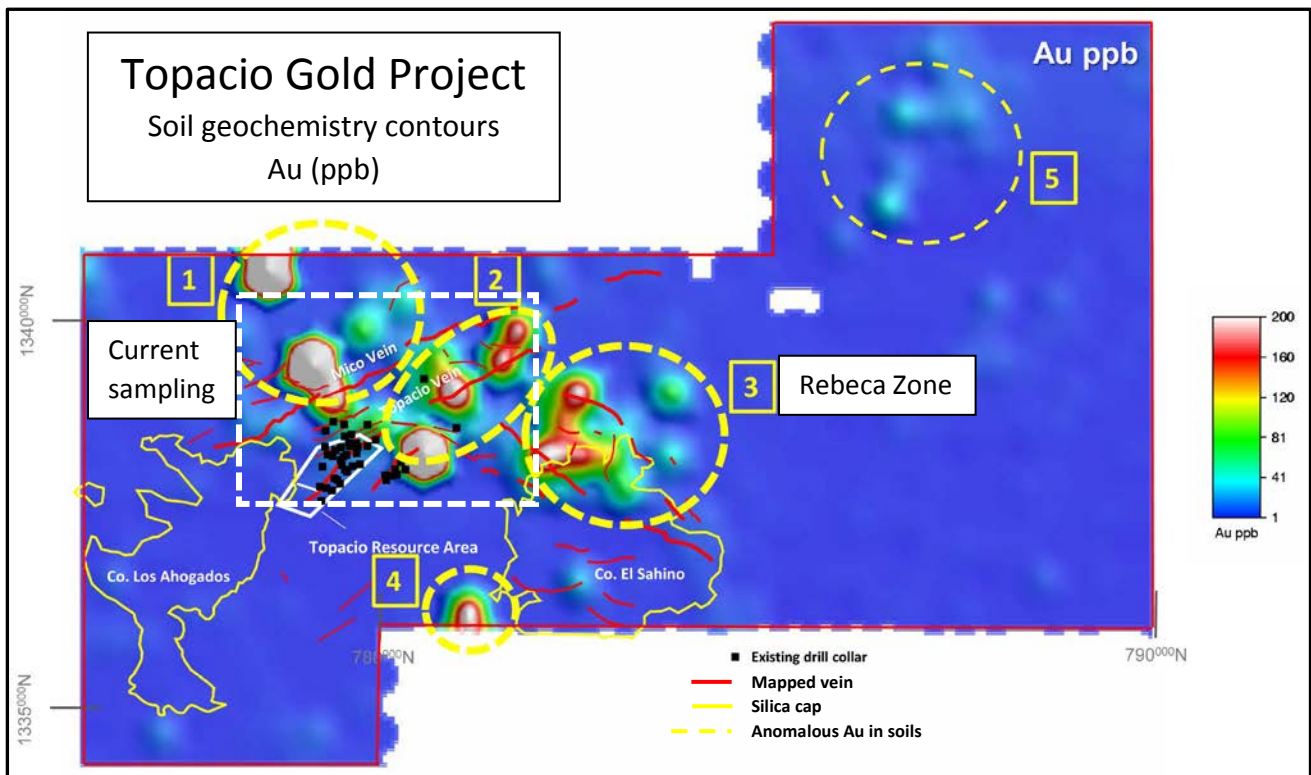 Topacio Gold Project
Soil geochemistry contours
Au (ppb)
Au ppb
5
1
2
1340⁰⁰⁰N
Current
sampling
Mico Vein
Topacio Vein
3
Rebeca Zone
200
160
120
81
41
1
Au ppb
Topacio Resource Area
Co. Los Ahogados
4
Co. El Sahino
790⁰⁰⁰N
1335⁰⁰⁰N
Existing drill collar
Mapped vein
Silica cap
Anomalous Au in soils